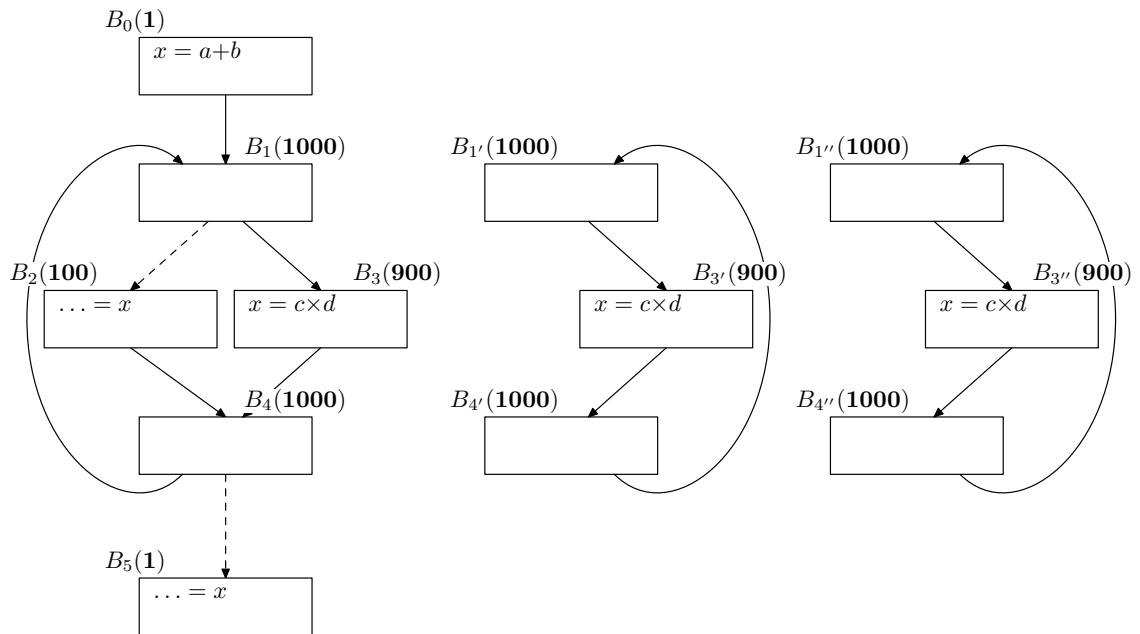 B₀(1)
x = a+b
B₁(1000)
B₁′(1000)
B₁″(1000)
B₂(100)
B₃(900)
B₃′(900)
B₃″(900)
… = x
x = c×d
x = c×d
x = c×d
B₄(1000)
B₄′(1000)
B₄″(1000)
B₅(1)
… = x